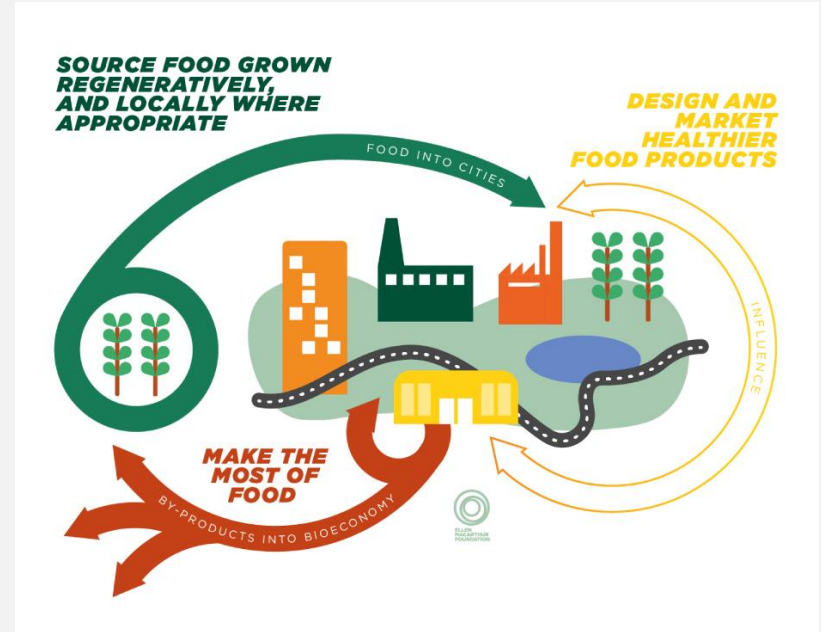 SOURCE FOOD GROWN
REGENERATIVELY,
AND LOCALLY WHERE
APPROPRIATE
FOOD INTO CITIES
DESIGN AND
MARKET
HEALTHIER
FOOD PRODUCTS
INFLUENCE
MAKE THE
MOST OF
FOOD
BY-PRODUCTS INTO BIOECONOMY
ELLEN
MACARTHUR
FOUNDATION